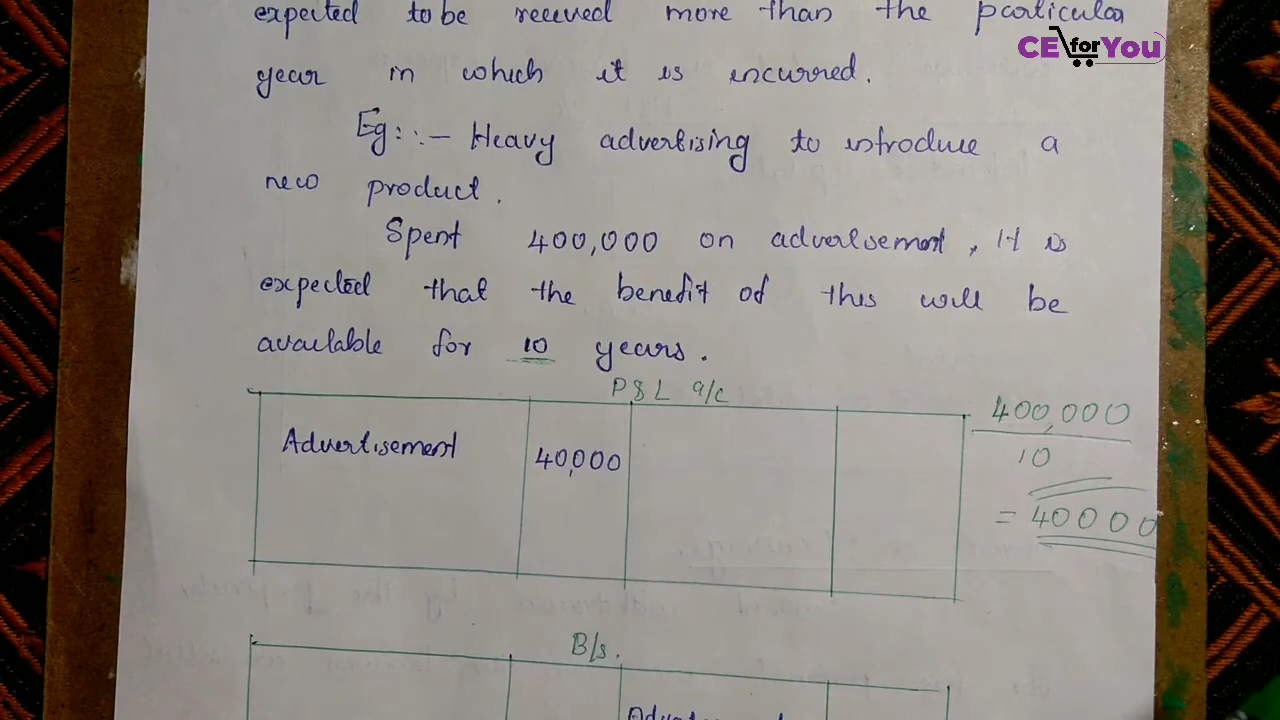 expected to be received more than the particular
CE for You
year in which it is incurred.
Eg::- Heavy advertising to introduce a
new product.
Spent 400,000 on advertisement, it is
expected that the benefit of this will be
available for 10 years.
P & L a/c
Advertisement 40,000
400,000
10
= 40000
B/s.